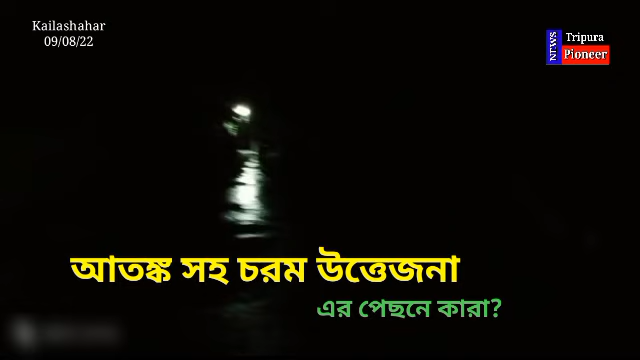 Kailashahar
09/08/22
NEWS
Tripura
Pioneer
আতঙ্ক সহ চরম উত্তেজনা
এর পেছনে কারা?